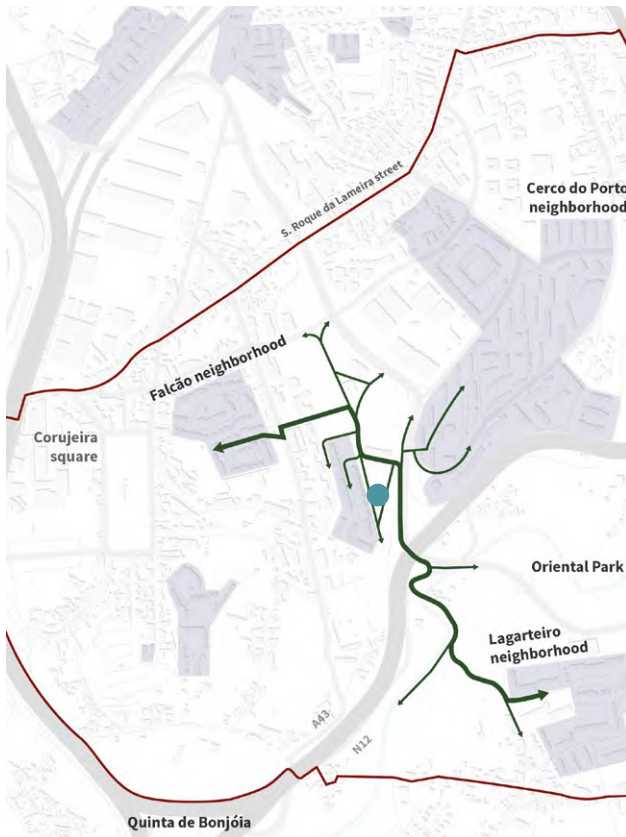 Cerco do Porto
neighborhood
S. Roque da Lameira street
Falcão neighborhood
Corujeira
square
Oriental Park
Lagarteiro
neighborhood
A43
N12
Quinta de Bonjóia